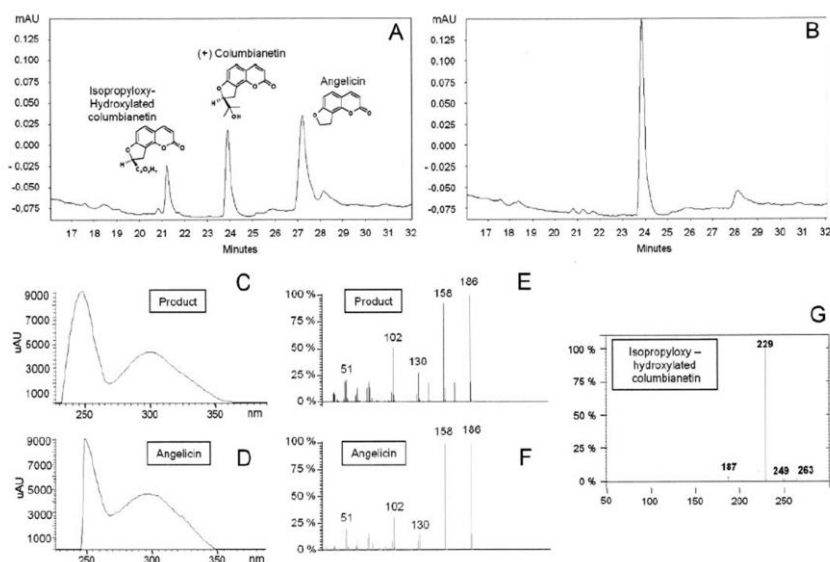 mAU
A
0.125
0.100
0.075
0.050
0.025
0.000
- 0.025
-0.050
-0.075
Isopropyloxy–
Hydroxylated
columbianetin
(+) Columbianetin
Angelicin
O
O
O
H
C₃O₂H₇
O
O
O
H
OH
O
O
O
17 18 19 20 21 22 23 24 25 26 27 28 29 30 31 32
Minutes
mAU
B
0.125
0.100
0.075
0.050
0.025
0.000
- 0.025
-0.050
-0.075
17 18 19 20 21 22 23 24 25 26 27 28 29 30 31 32
Minutes
C
Product
uAU
9000
7000
5000
3000
1000
250 300 350 nm
D
Angelicin
uAU
9000
7000
5000
3000
1000
250 300 350 nm
E
Product
100 %
75 %
50 %
25 %
0 %
51
102
130
158
186
F
Angelicin
100 %
75 %
50 %
25 %
0 %
51
102
130
158
186
G
Isopropyloxy –
hydroxylated
columbianetin
100 %
75 %
50 %
25 %
0 %
187
229
249
263
50 100 150 200 250